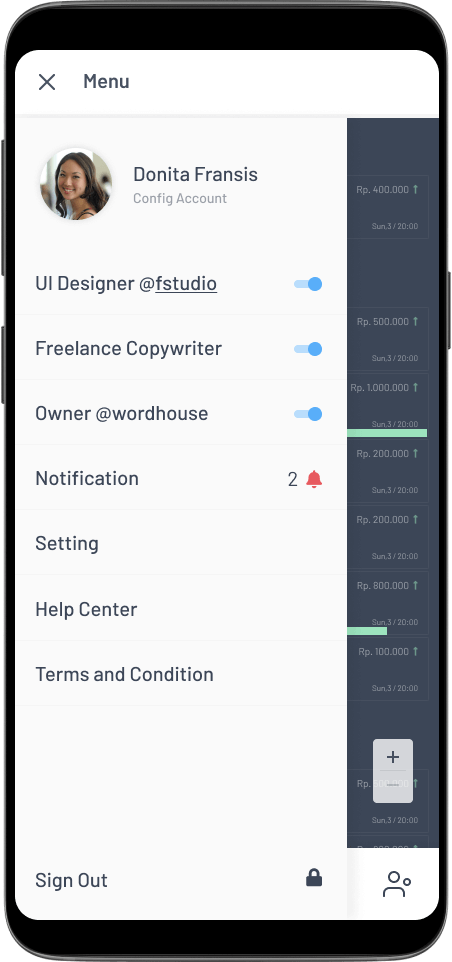 Menu
Donita Fransis
Config Account
UI Designer @fstudio
Freelance Copywriter
Owner @wordhouse
Notification
2
Setting
Help Center
Terms and Condition
Sign Out
Rp. 400.000 ↑
Sun,3 / 20:00
Rp. 500.000 ↑
Sun,3 / 20:00
Rp. 1.000.000 ↑
Sun,3 / 20:00
Rp. 200.000 ↑
Sun,3 / 20:00
Rp. 200.000 ↑
Sun,3 / 20:00
Rp. 800.000 ↑
Sun,3 / 20:00
Rp. 100.000 ↑
Sun,3 / 20:00
+
Rp.
−
Sun,3 / 20:00